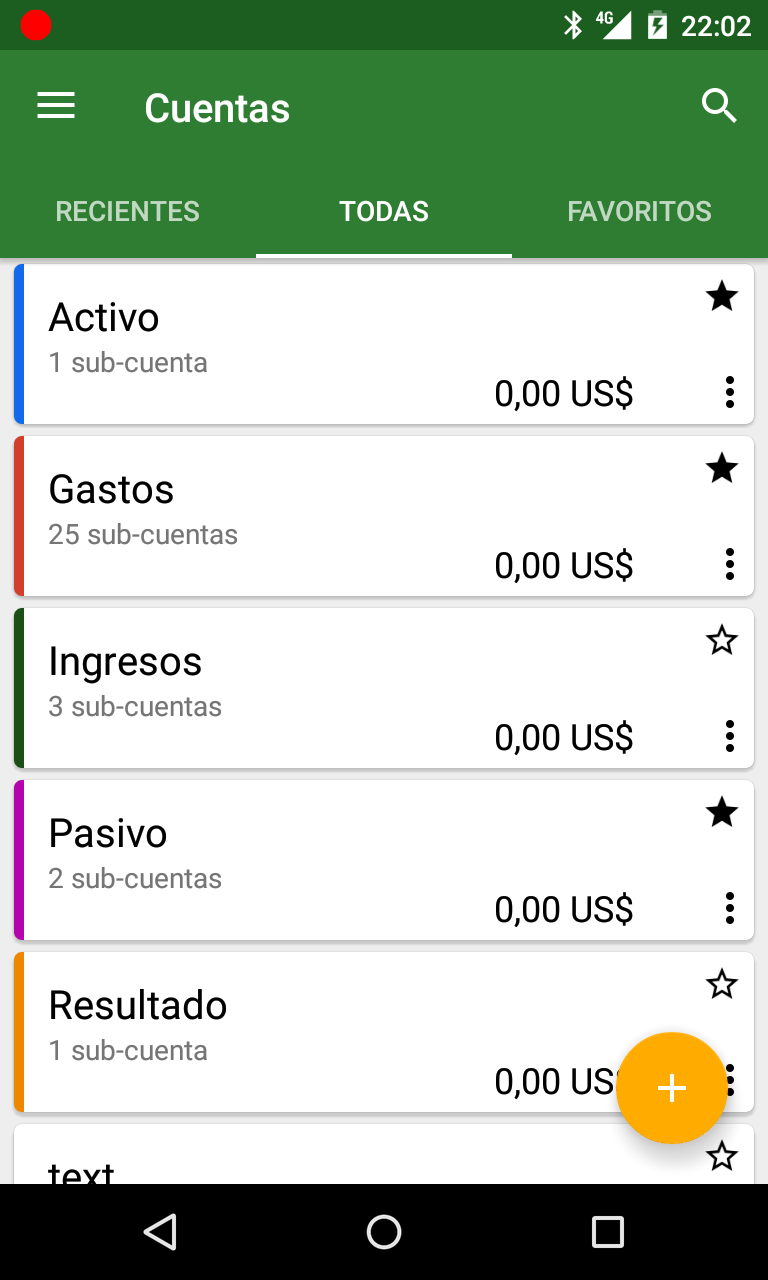 4G 22:02
Cuentas
RECIENTES TODAS FAVORITOS
Activo
1 sub-cuenta
0,00 US$
Gastos
25 sub-cuentas
0,00 US$
Ingresos
3 sub-cuentas
0,00 US$
Pasivo
2 sub-cuentas
0,00 US$
Resultado
1 sub-cuenta
0,00 US
text